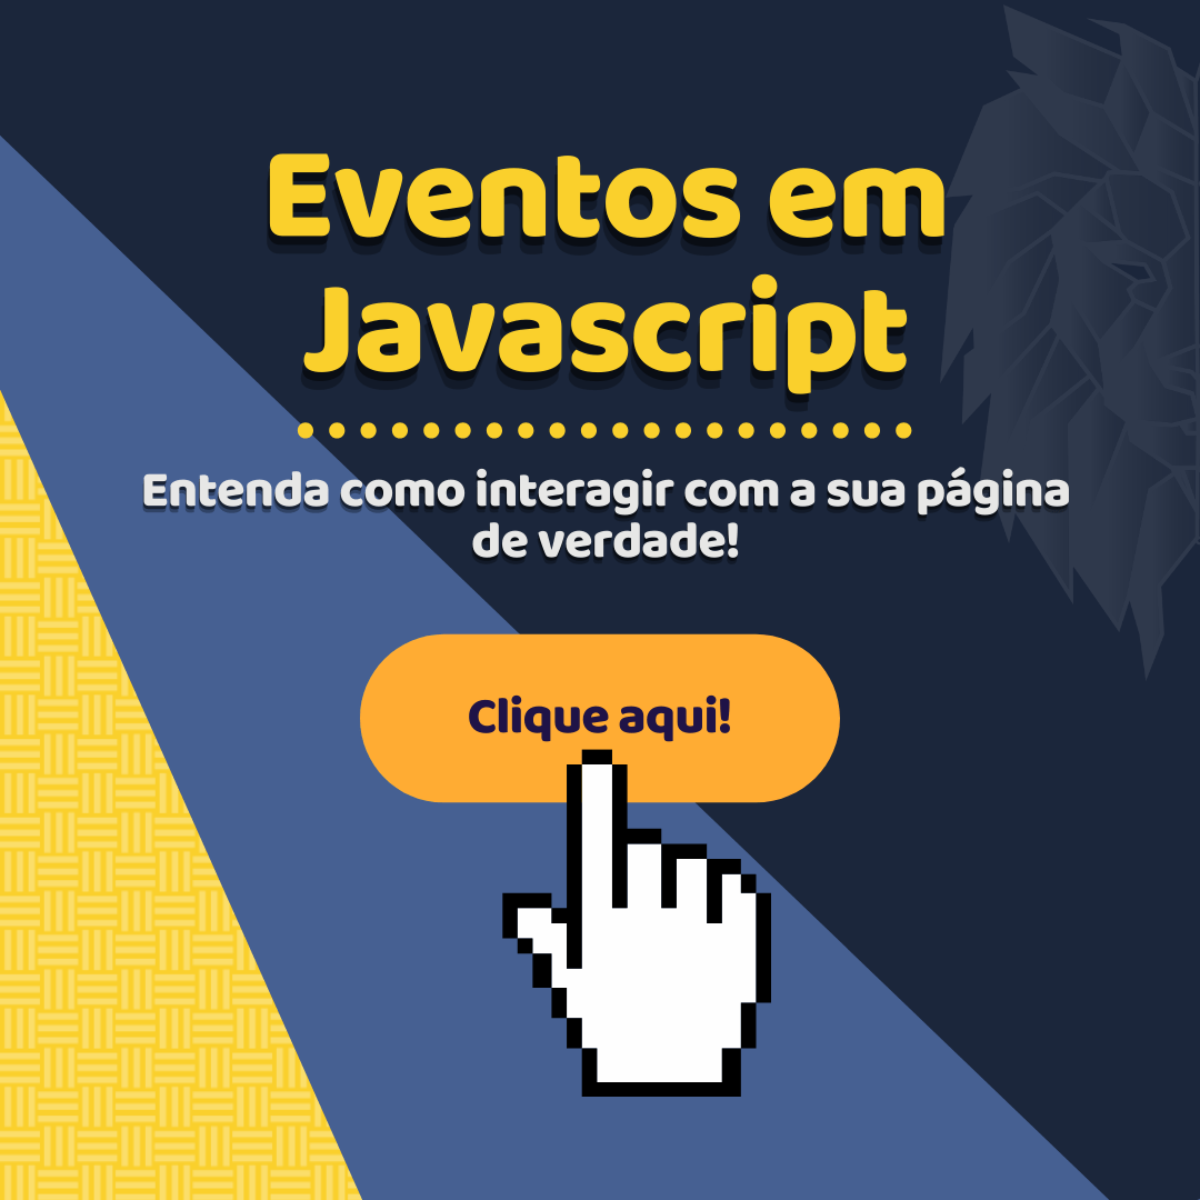 Eventos em
Javascript
Entenda como interagir com a sua página
de verdade!
Clique aqui!